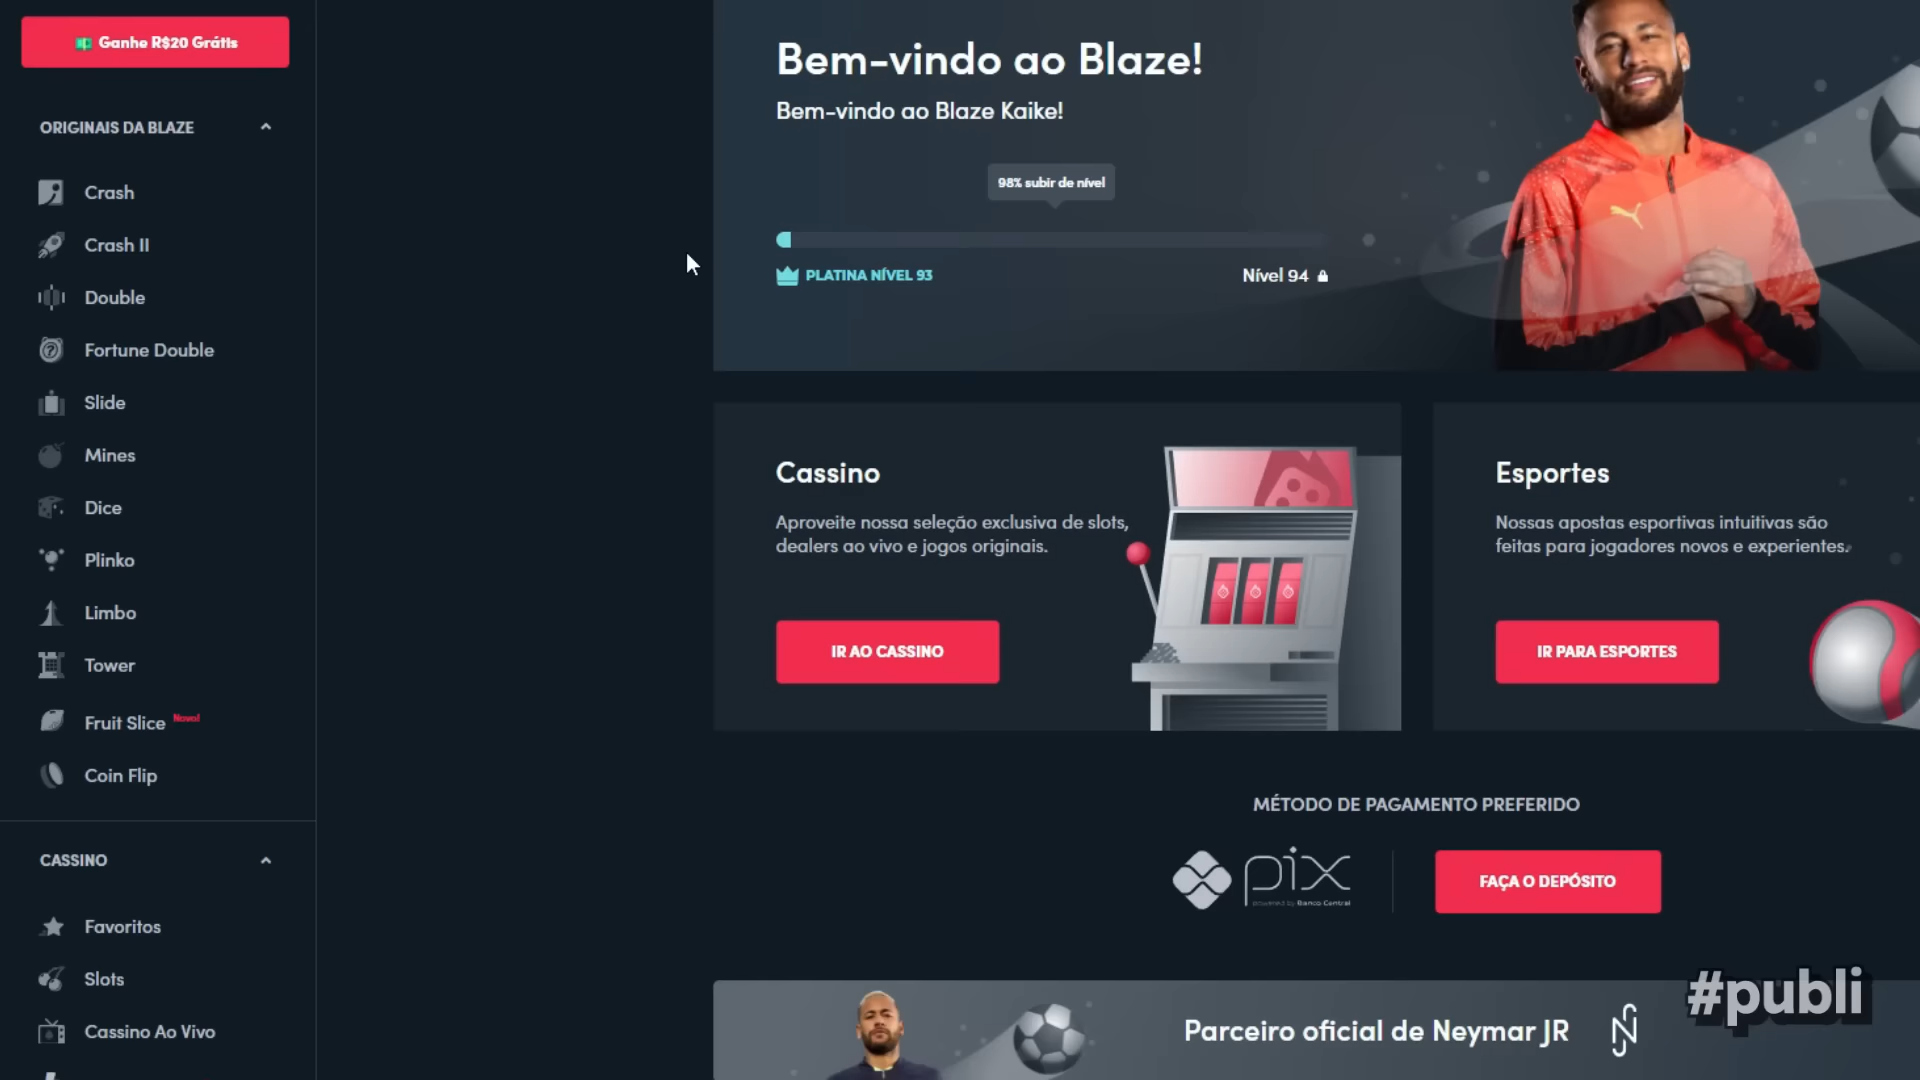 Ganhe R$20 Grátis
ORIGINAIS DA BLAZE
Crash
Crash II
Double
Fortune Double
Slide
Mines
Dice
Plinko
Limbo
Tower
Fruit Slice Novo!
Coin Flip
CASSINO
Favoritos
Slots
Cassino Ao Vivo
Bem-vindo ao Blaze!
Bem-vindo ao Blaze Kaike!
98% subir de nível
PLATINA NÍVEL 93
Nível 94
Cassino
Aproveite nossa seleção exclusiva de slots,
dealers ao vivo e jogos originais.
IR AO CASSINO
Esportes
Nossas apostas esportivas intuitivas são
feitas para jogadores novos e experientes.
IR PARA ESPORTES
MÉTODO DE PAGAMENTO PREFERIDO
pix
powered by Banco Central
FAÇA O DEPÓSITO
Parceiro oficial de Neymar JR
#publi